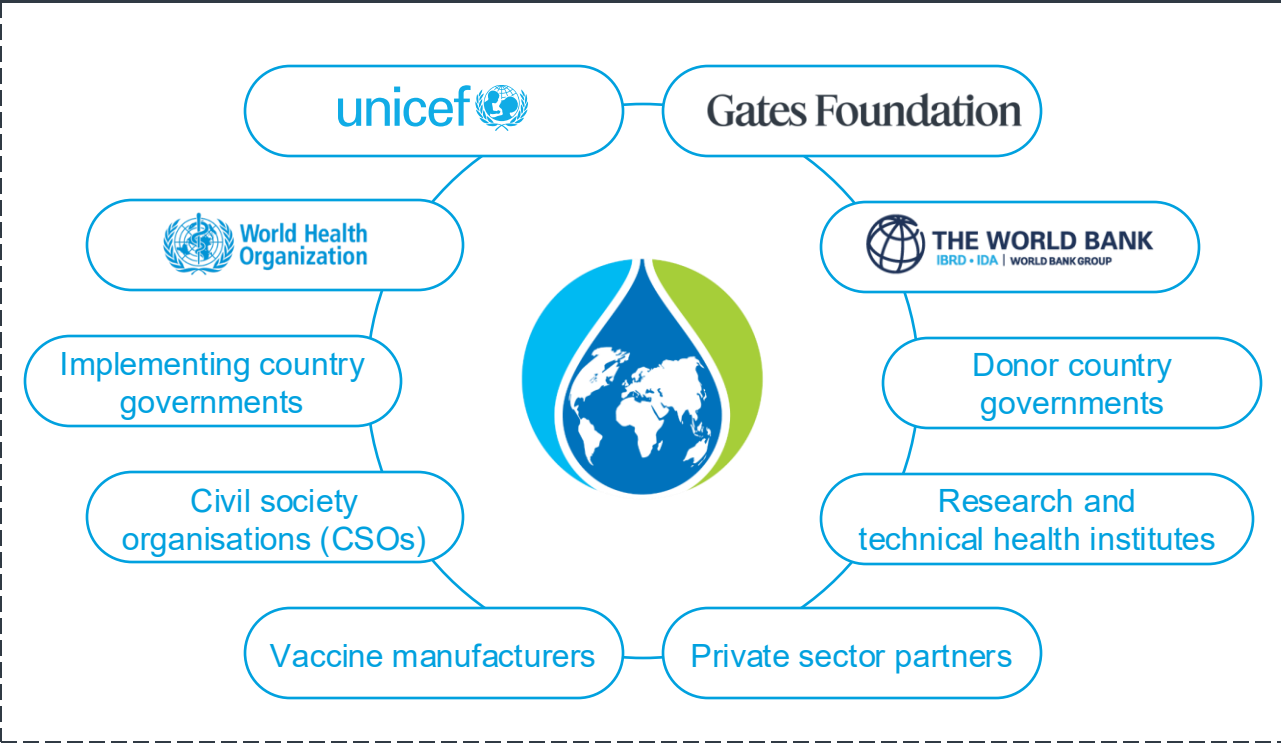 unicef
Gates Foundation
World Health
Organization
THE WORLD BANK
IBRD • IDA | WORLD BANK GROUP
Implementing country
governments
Donor country
governments
Civil society
organisations (CSOs)
Research and
technical health institutes
Vaccine manufacturers
Private sector partners